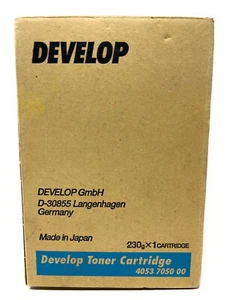 DEVELOP
DEVELOP GmbH
D-30855 Langenhagen
Germany
Made in Japan
230g×1CARTRIDGE
Develop Toner Cartridge
4053 7050 00